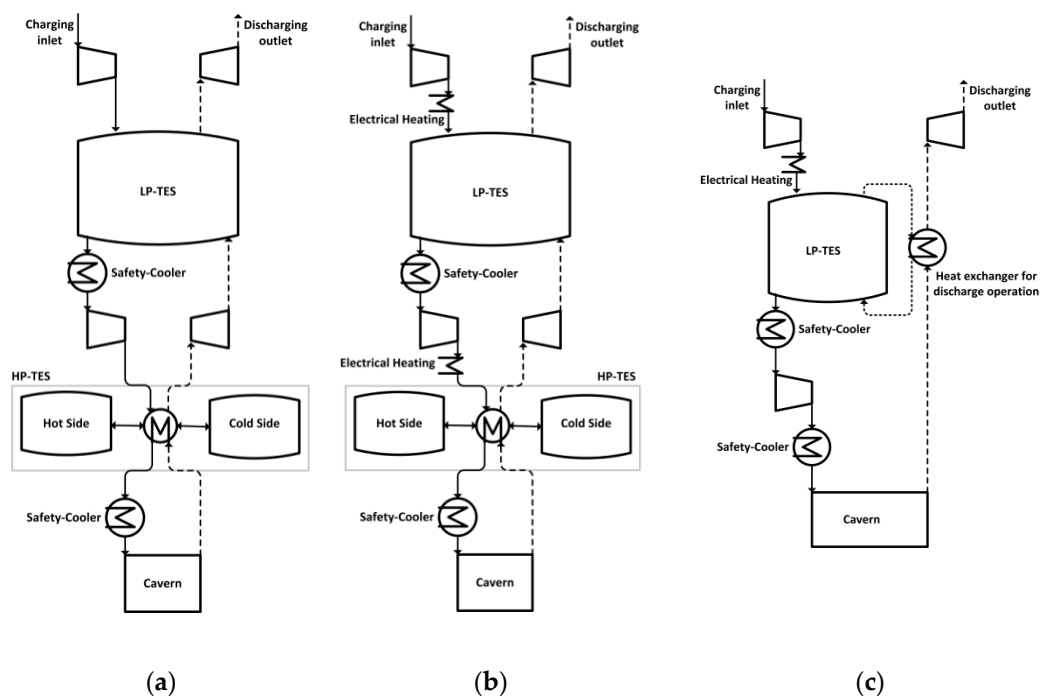 Charging
inlet
Discharging
outlet
LP-TES
Safety-Cooler
HP-TES
Hot Side
Cold Side
Safety-Cooler
Cavern
(a)
Charging
inlet
Discharging
outlet
Electrical Heating
LP-TES
Safety-Cooler
Electrical Heating
HP-TES
Hot Side
Cold Side
Safety-Cooler
Cavern
(b)
Charging
inlet
Discharging
outlet
Electrical Heating
LP-TES
Heat exchanger for
discharge operation
Safety-Cooler
Safety-Cooler
Cavern
(c)